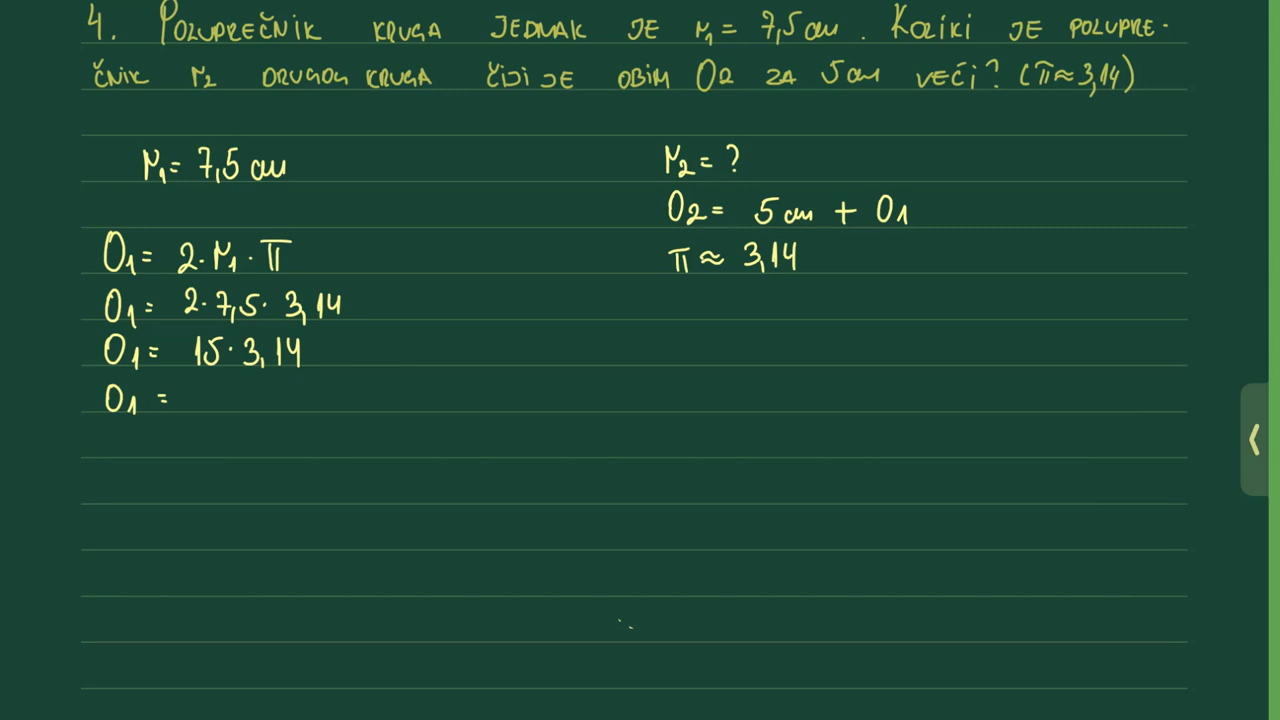 4. POLUPREČNIK KRUGA JEDNAK JE r₁ = 7,5 cm. KOLIKI JE POLUPRE-
ČNIK r₂ DRUGOG KRUGA ČIJI JE OBIM O2 ZA 5 cm VEĆI? (π≈3,14)
r₁ = 7,5 cm
r₂ = ?
O2 = 5 cm + O1
O₁ = 2·r₁·π
π ≈ 3,14
O1 = 2·7,5·3,14
O1 = 15·3,14
O1 =